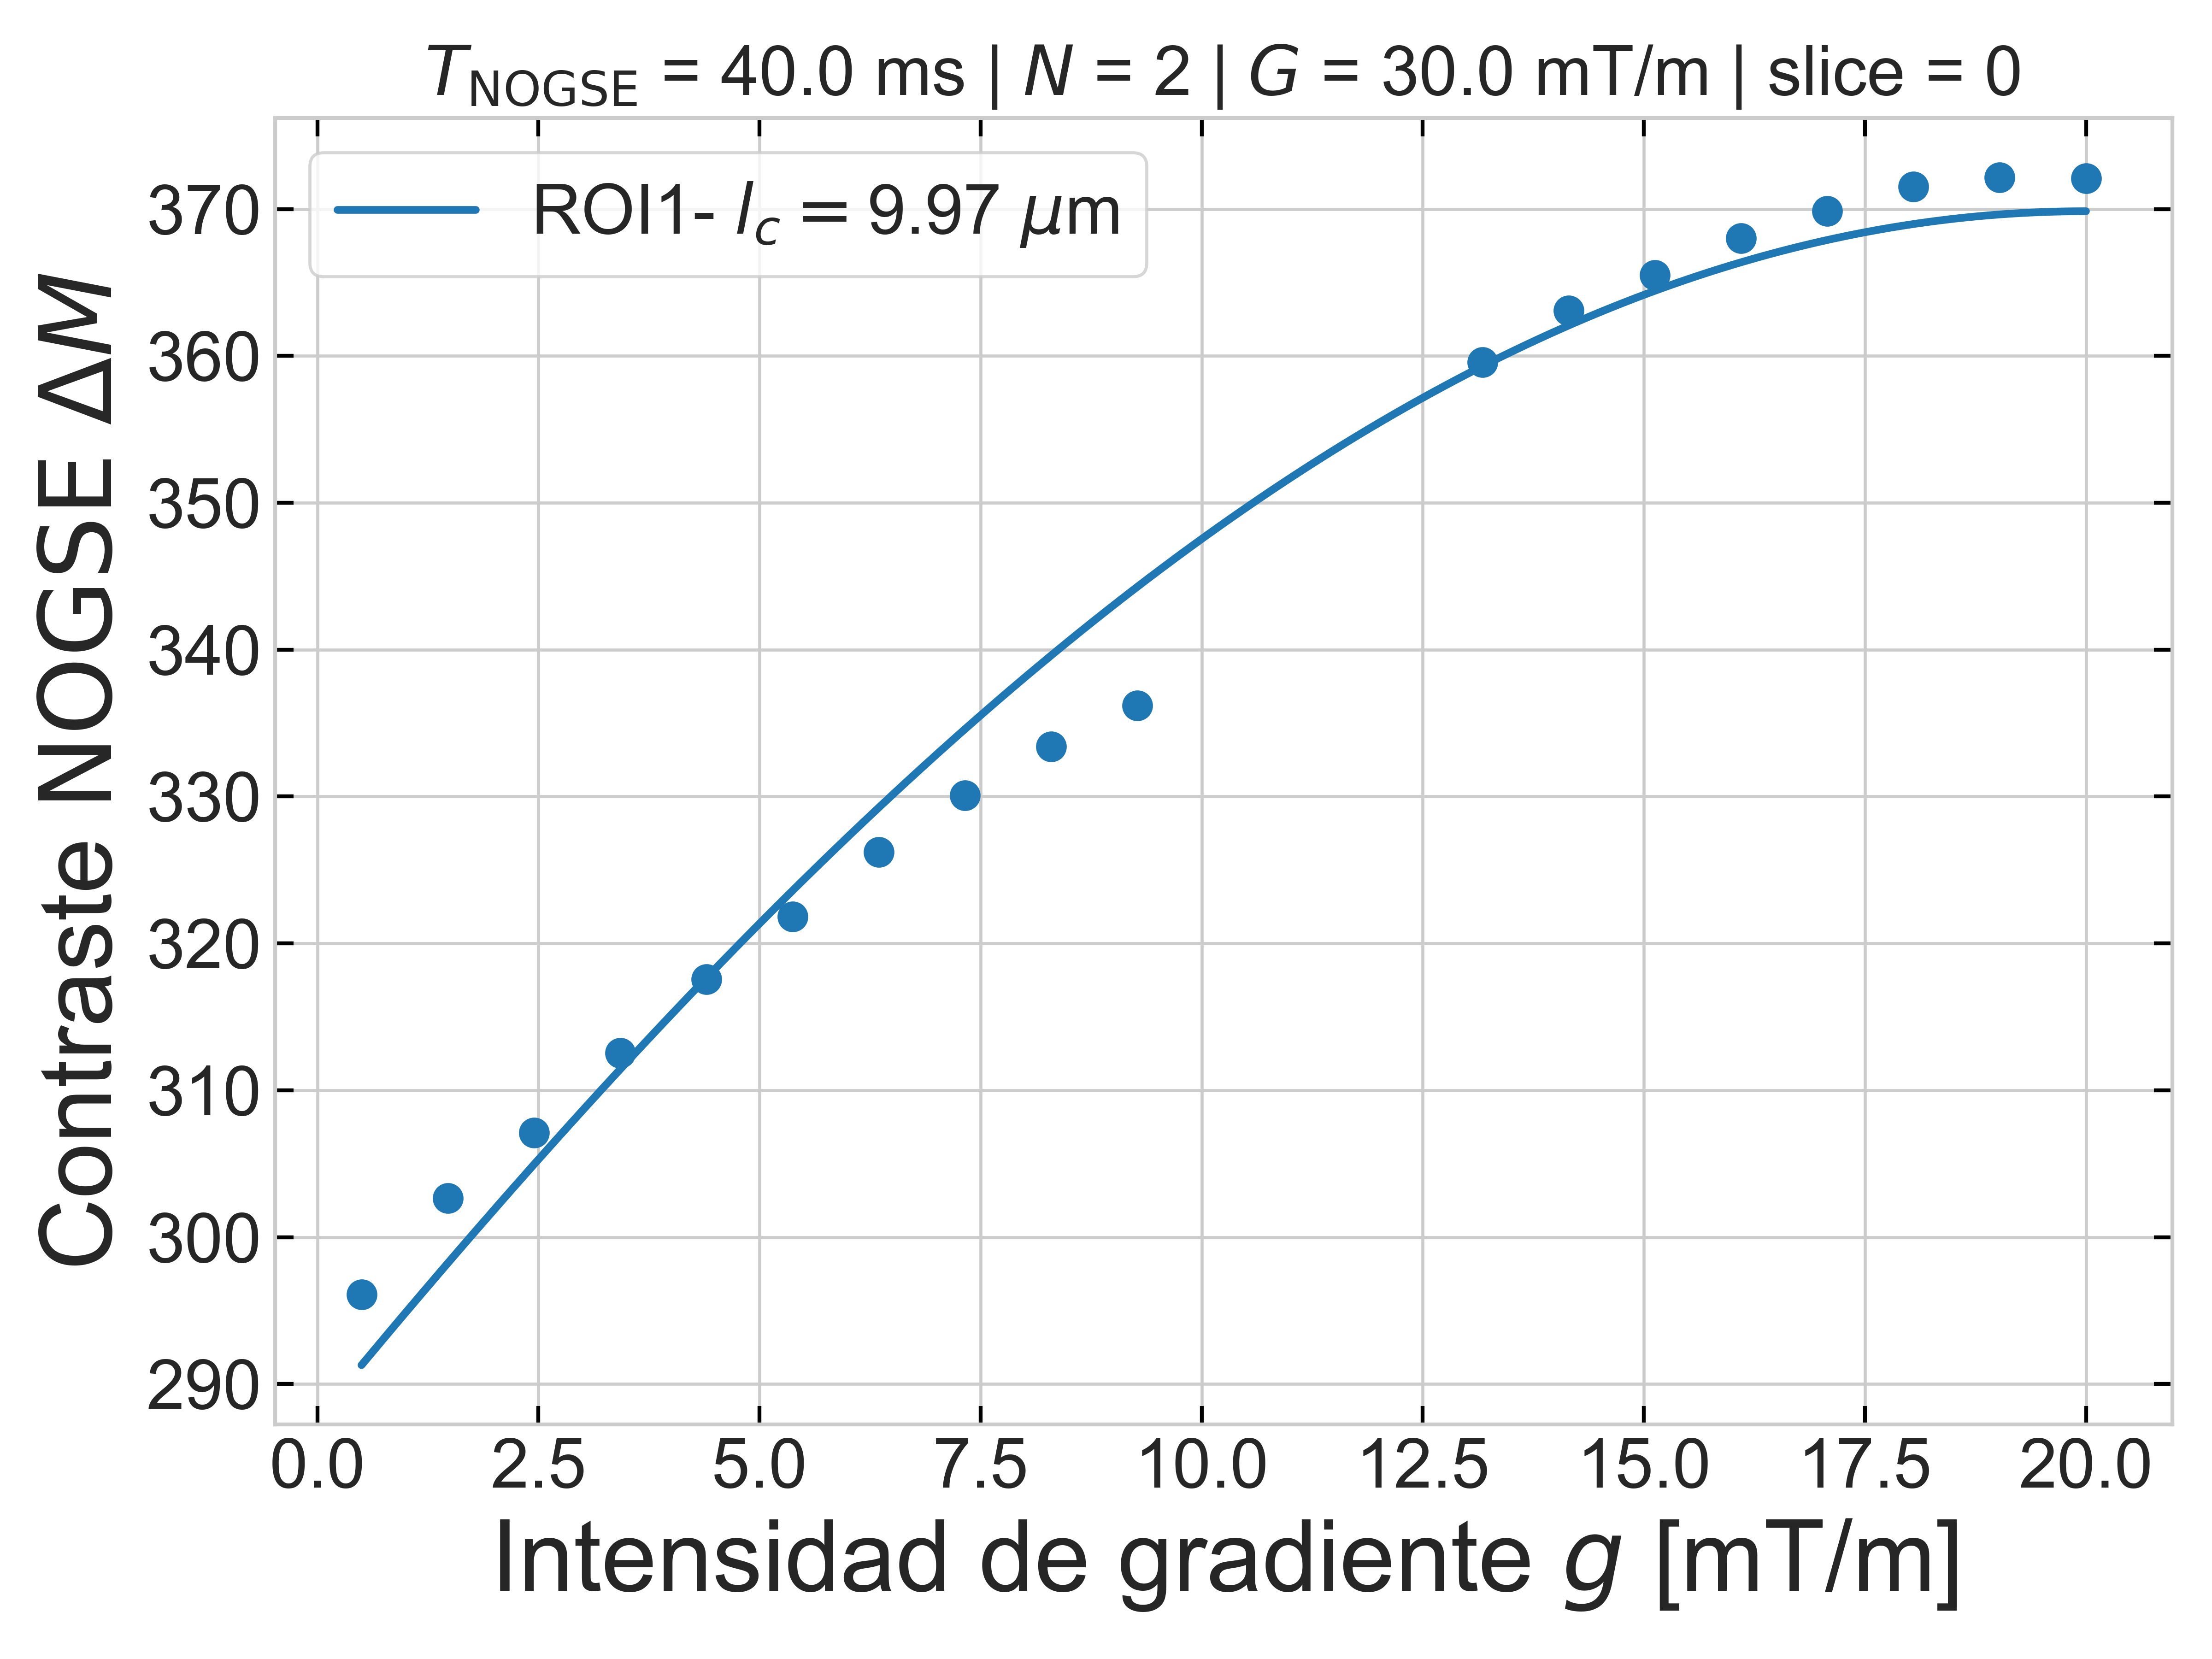 T_NOGSE = 40.0 ms | N = 2 | G = 30.0 mT/m | slice = 0
ROI1- l_c = 9.97 μm
Contraste NOGSE ΔM
370
360
350
340
330
320
310
300
290
0.0 2.5 5.0 7.5 10.0 12.5 15.0 17.5 20.0
Intensidad de gradiente g [mT/m]